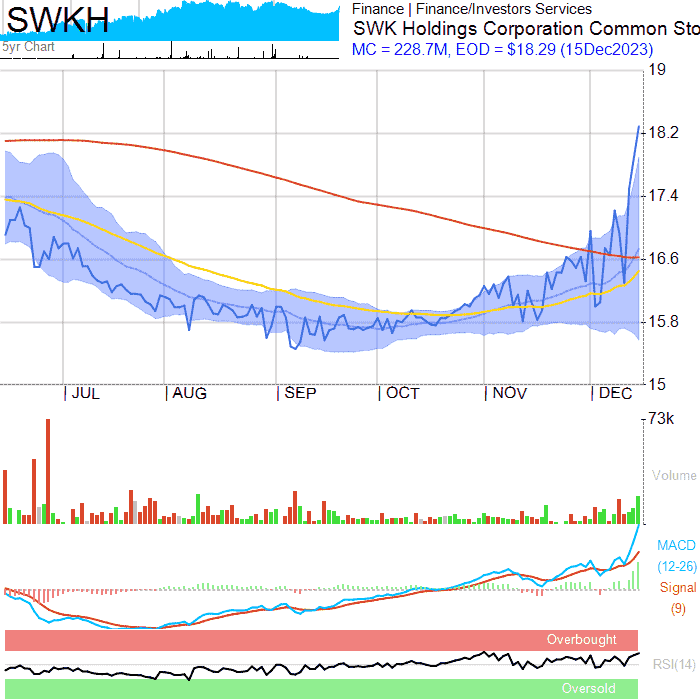 SWKH
5yr Chart
Finance | Finance/Investors Services
SWK Holdings Corporation Common Sto
MC = 228.7M, EOD = $18.29 (15Dec2023)
19
18.2
17.4
16.6
15.8
15
| JUL | AUG | SEP | OCT | NOV | DEC
73k
Volume
MACD
(12-26)
Signal
(9)
Overbought
RSI(14)
Oversold